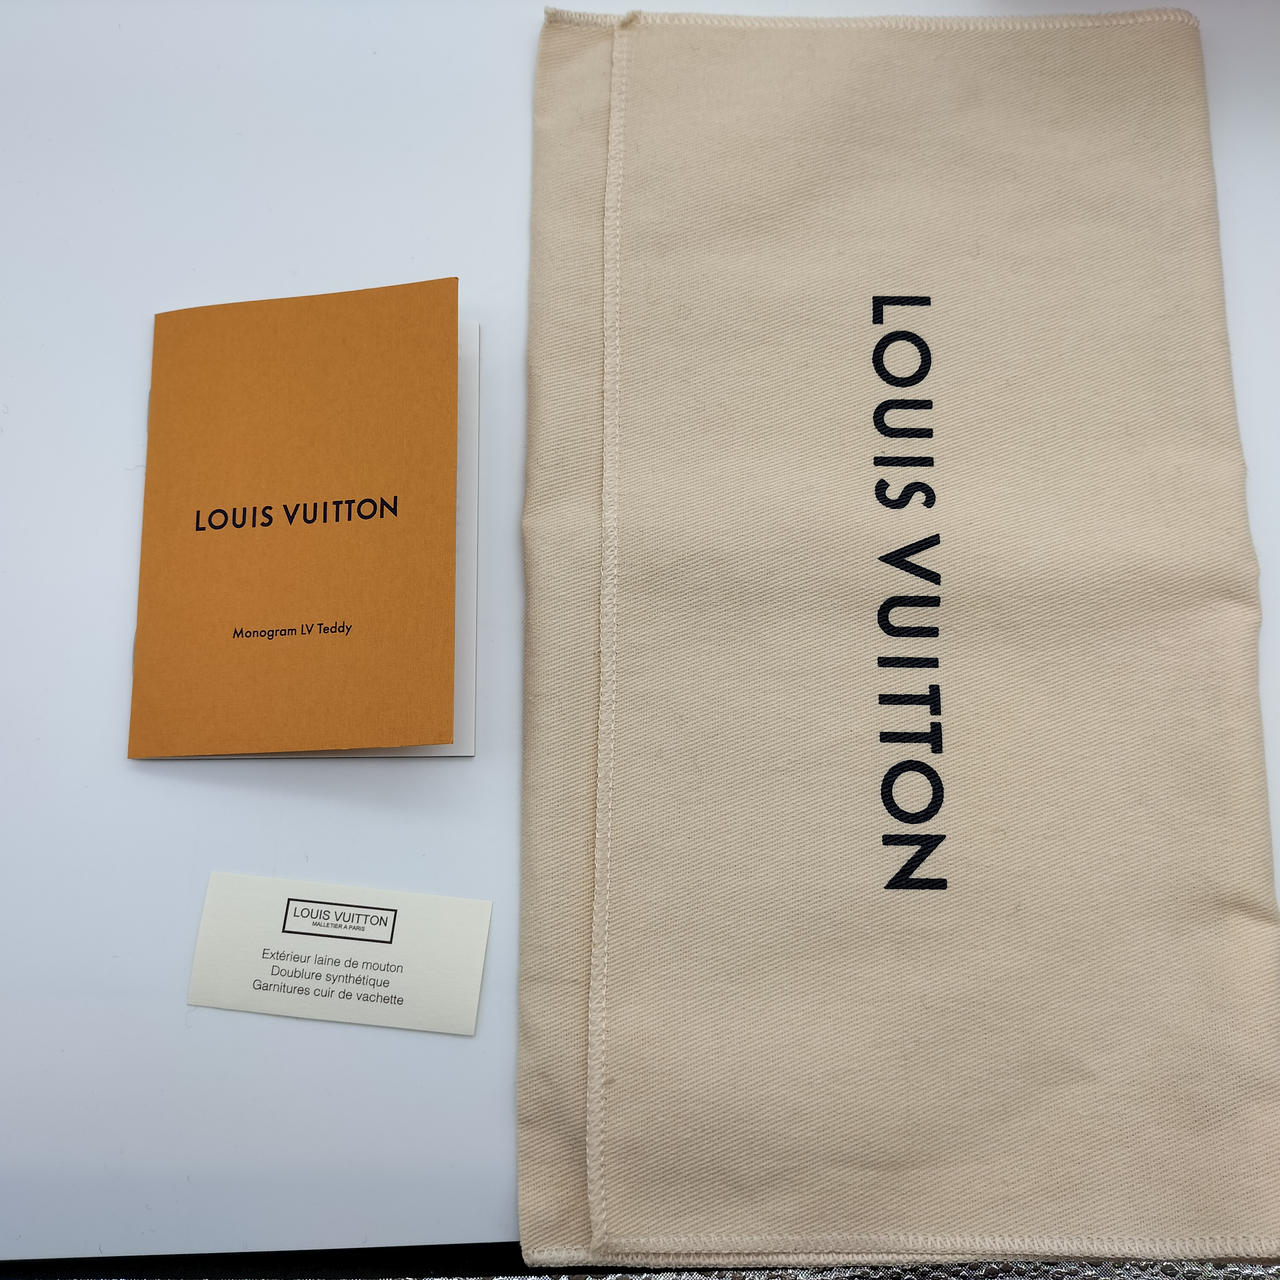 LOUIS VUITTON
Monogram LV Teddy
LOUIS VUITTON
MALLETIER A PARIS
Extérieur laine de mouton
Doublure synthétique
Garnitures cuir de vachette
LOUIS VUITTON